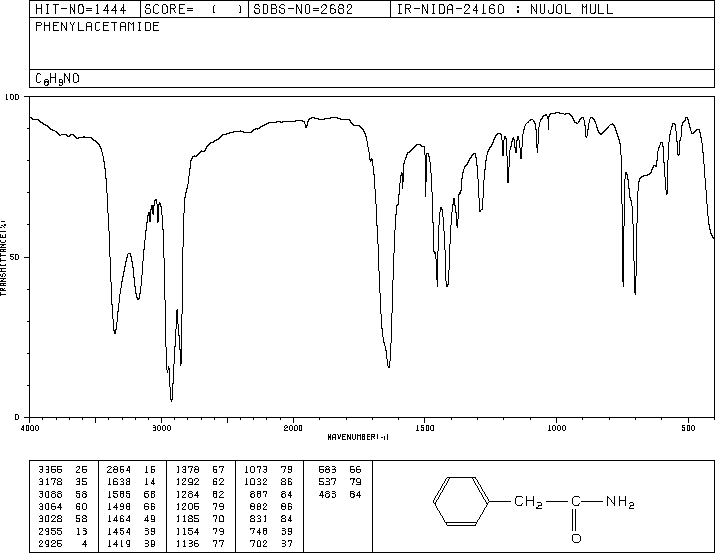 HIT-NO=1444 SCORE= ( ) SDBS-NO=2682 IR-NIDA-24160 : NUJOL MULL
PHENYLACETAMIDE
C8H9NO
100
50
0
TRANSMITTANCE(%)
4000 3000 2000 1500 1000 500
WAVENUMBER(-1)
3355 25 2854 16 1378 57 1073 79 583 66
3178 35 1638 14 1292 62 1032 86 537 79
3088 58 1585 68 1284 62 887 84 483 84
3064 60 1498 66 1205 79 882 86
3028 58 1464 49 1185 70 831 84
2955 13 1454 39 1154 79 748 39
2925 4 1419 39 1136 77 702 37
CH2 C NH2
O